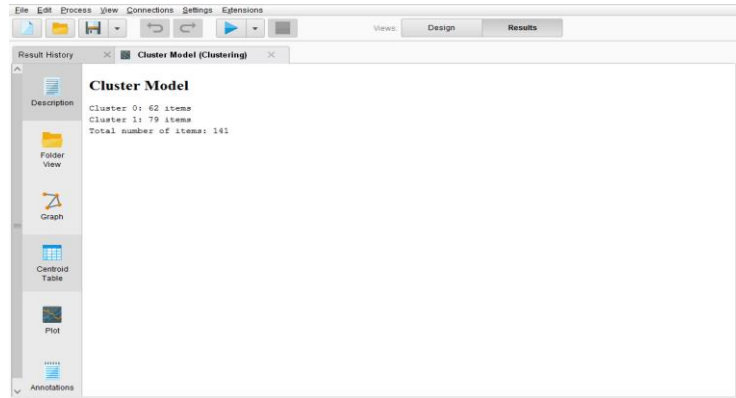 File Edit Process View Connections Settings Extensions
Views: Design Results
Result History Cluster Model (Clustering)
Description
Folder
View
Graph
Centroid
Table
Plot
Annotations
Cluster Model
Cluster 0: 62 items
Cluster 1: 79 items
Total number of items: 141